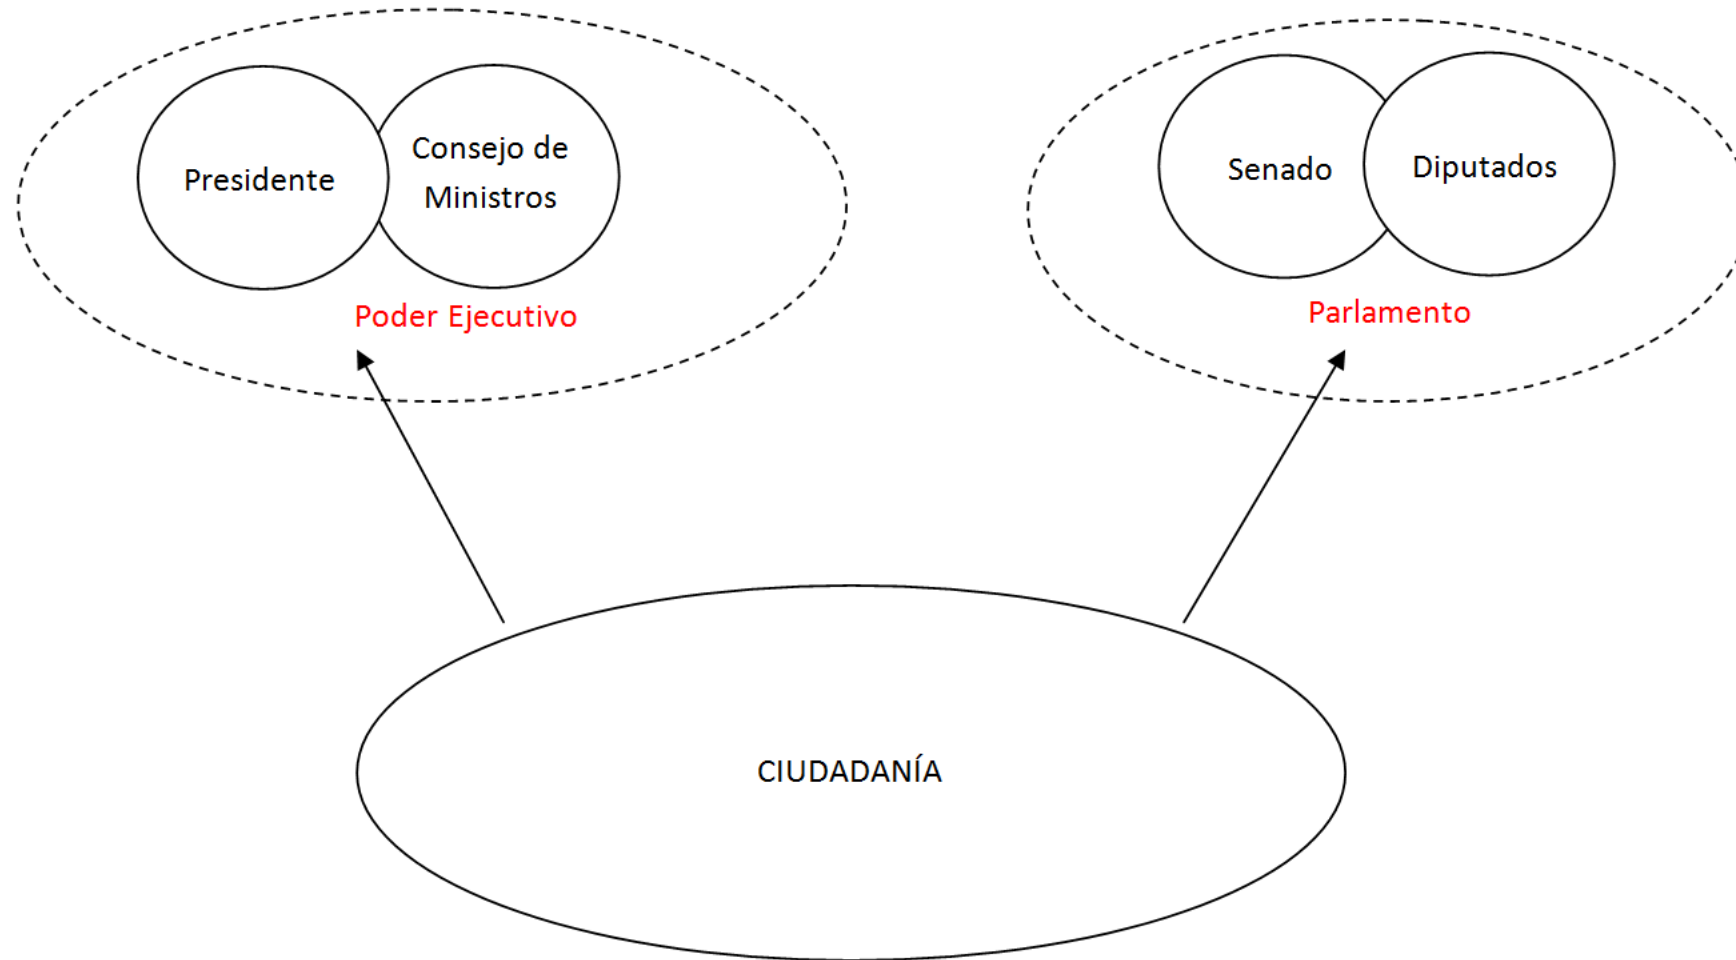 Presidente
Consejo de
Ministros
Poder Ejecutivo
Senado
Diputados
Parlamento
CIUDADANÍA